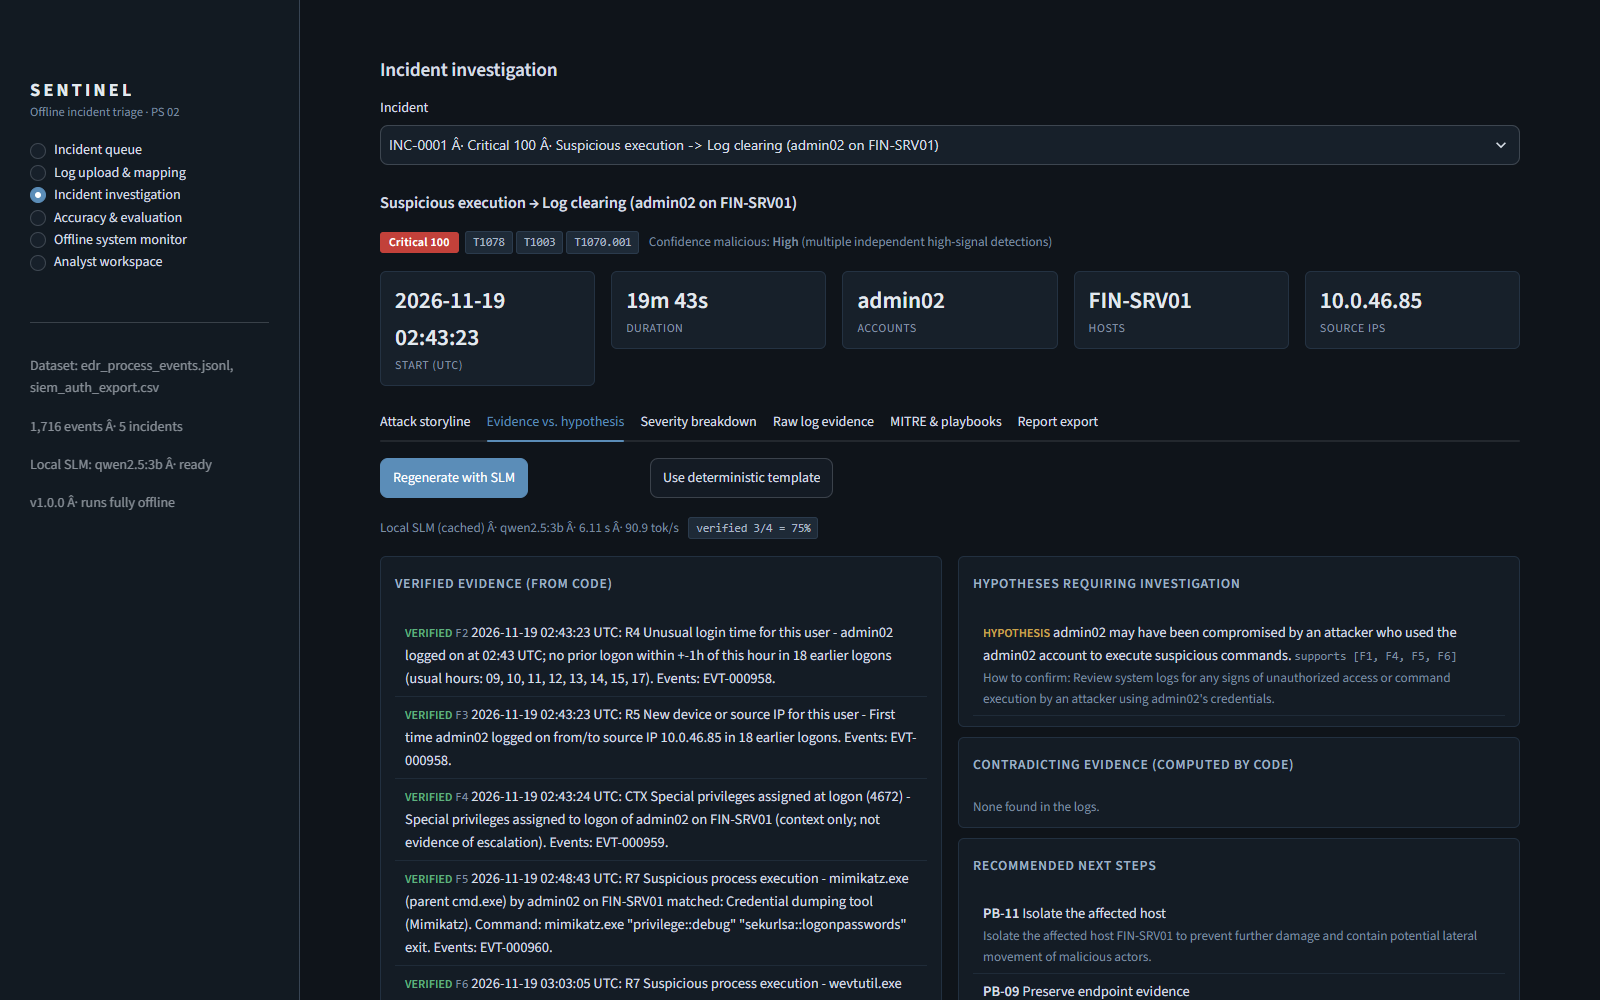 SENTINEL
Offline incident triage · PS 02
Incident queue
Log upload & mapping
Incident investigation
Accuracy & evaluation
Offline system monitor
Analyst workspace
Dataset: edr_process_events.jsonl,
siem_auth_export.csv
1,716 events Â· 5 incidents
Local SLM: qwen2.5:3b Â· ready
v1.0.0 Â· runs fully offline
Incident investigation
Incident
INC-0001 Â· Critical 100 Â· Suspicious execution -> Log clearing (admin02 on FIN-SRV01)
Suspicious execution → Log clearing (admin02 on FIN-SRV01)
Critical 100 T1078 T1003 T1070.001 Confidence malicious: High (multiple independent high-signal detections)
2026-11-19
02:43:23
START (UTC)
19m 43s
DURATION
admin02
ACCOUNTS
FIN-SRV01
HOSTS
10.0.46.85
SOURCE IPS
Attack storyline Evidence vs. hypothesis Severity breakdown Raw log evidence MITRE & playbooks Report export
Regenerate with SLM Use deterministic template
Local SLM (cached) Â· qwen2.5:3b Â· 6.11 s Â· 90.9 tok/s verified 3/4 = 75%
VERIFIED EVIDENCE (FROM CODE)
VERIFIED F2 2026-11-19 02:43:23 UTC: R4 Unusual login time for this user - admin02
logged on at 02:43 UTC; no prior logon within +-1h of this hour in 18 earlier logons
(usual hours: 09, 10, 11, 12, 13, 14, 15, 17). Events: EVT-000958.
VERIFIED F3 2026-11-19 02:43:23 UTC: R5 New device or source IP for this user - First
time admin02 logged on from/to source IP 10.0.46.85 in 18 earlier logons. Events: EVT-
000958.
VERIFIED F4 2026-11-19 02:43:24 UTC: CTX Special privileges assigned at logon (4672) -
Special privileges assigned to logon of admin02 on FIN-SRV01 (context only; not
evidence of escalation). Events: EVT-000959.
VERIFIED F5 2026-11-19 02:48:43 UTC: R7 Suspicious process execution - mimikatz.exe
(parent cmd.exe) by admin02 on FIN-SRV01 matched: Credential dumping tool
(Mimikatz). Command: mimikatz.exe "privilege::debug" "sekurlsa::logonpasswords"
exit. Events: EVT-000960.
VERIFIED F6 2026-11-19 03:03:05 UTC: R7 Suspicious process execution - wevtutil.exe
HYPOTHESES REQUIRING INVESTIGATION
HYPOTHESIS admin02 may have been compromised by an attacker who used the
admin02 account to execute suspicious commands. supports [F1, F4, F5, F6]
How to confirm: Review system logs for any signs of unauthorized access or command
execution by an attacker using admin02's credentials.
CONTRADICTING EVIDENCE (COMPUTED BY CODE)
None found in the logs.
RECOMMENDED NEXT STEPS
PB-11 Isolate the affected host
Isolate the affected host FIN-SRV01 to prevent further damage and contain potential lateral
movement of malicious actors.
PB-09 Preserve endpoint evidence